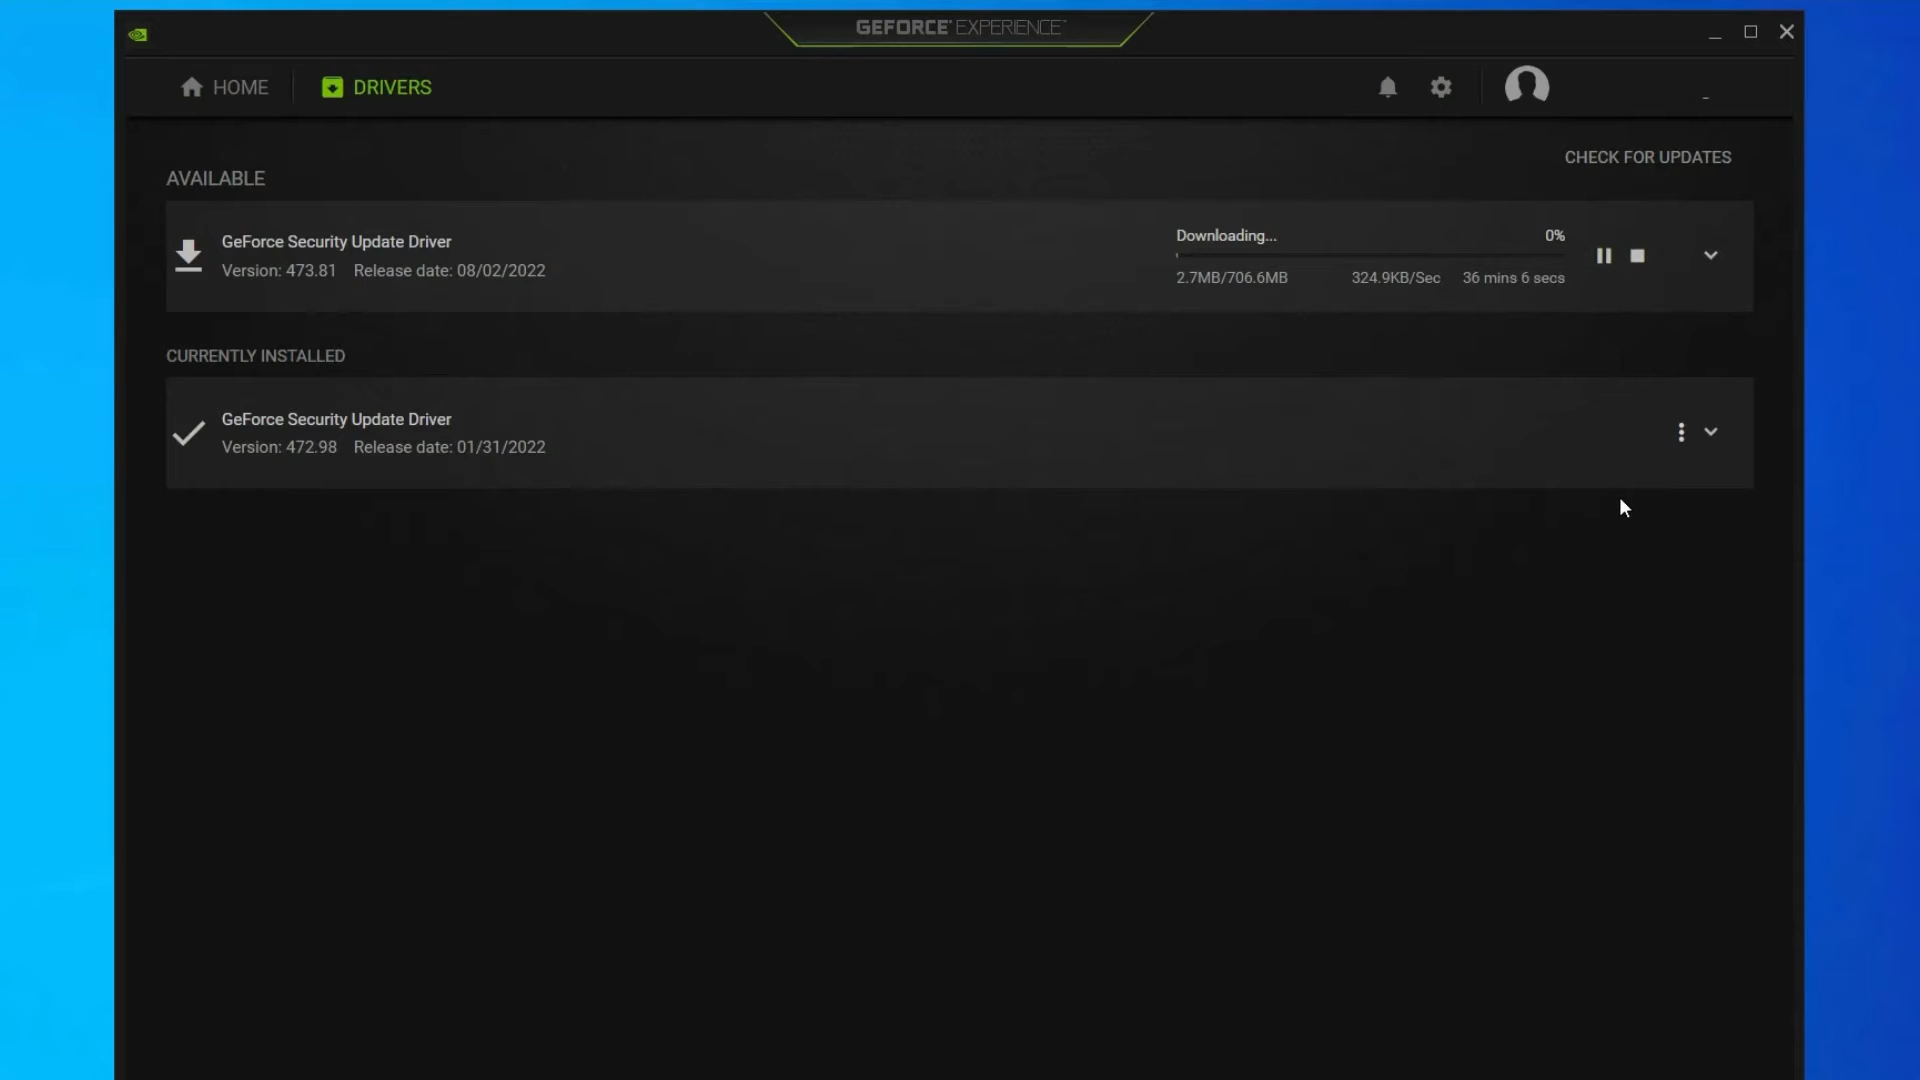 GEFORCE EXPERIENCE
HOME
DRIVERS
CHECK FOR UPDATES
AVAILABLE
GeForce Security Update Driver
Version: 473.81 Release date: 08/02/2022
Downloading... 0%
2.7MB/706.6MB 324.9KB/Sec 36 mins 6 secs
CURRENTLY INSTALLED
GeForce Security Update Driver
Version: 472.98 Release date: 01/31/2022